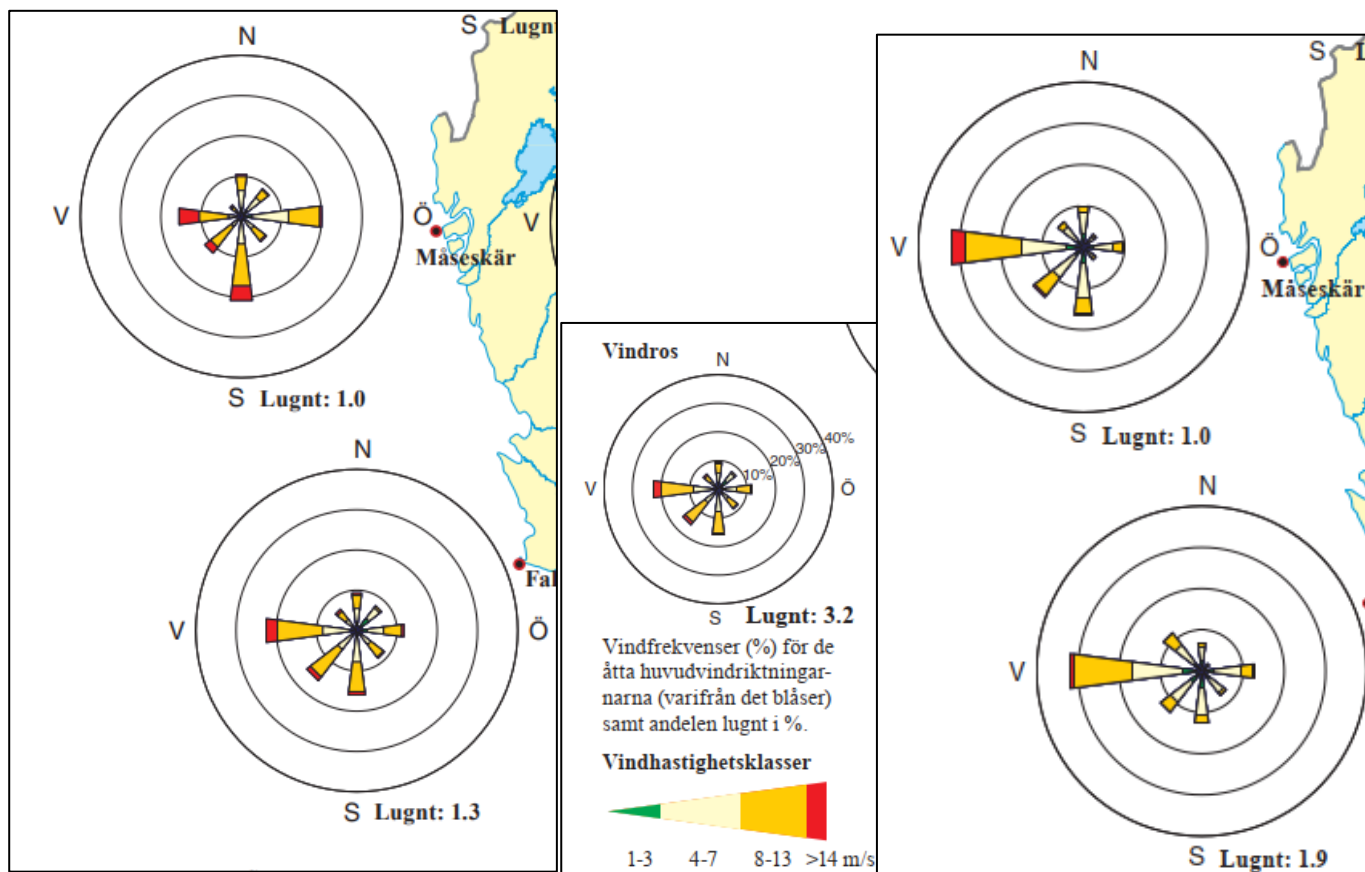 S Lugnt
N
V
Ö
V
Måseskär
S Lugnt: 1.0
N
V
Ö
Fal
S Lugnt: 1.3
Vindros
N
40%
30%
20%
10%
V
Ö
S
Lugnt: 3.2
Vindfrekvenser (%) för de
åtta huvudvindriktningar-
narna (varifrån det blåser)
samt andelen lugnt i %.
Vindhastighetsklasser
1-3 4-7 8-13 >14 m/s
S L
N
V
Ö
Måseskär
S Lugnt: 1.0
N
V
S Lugnt: 1.9